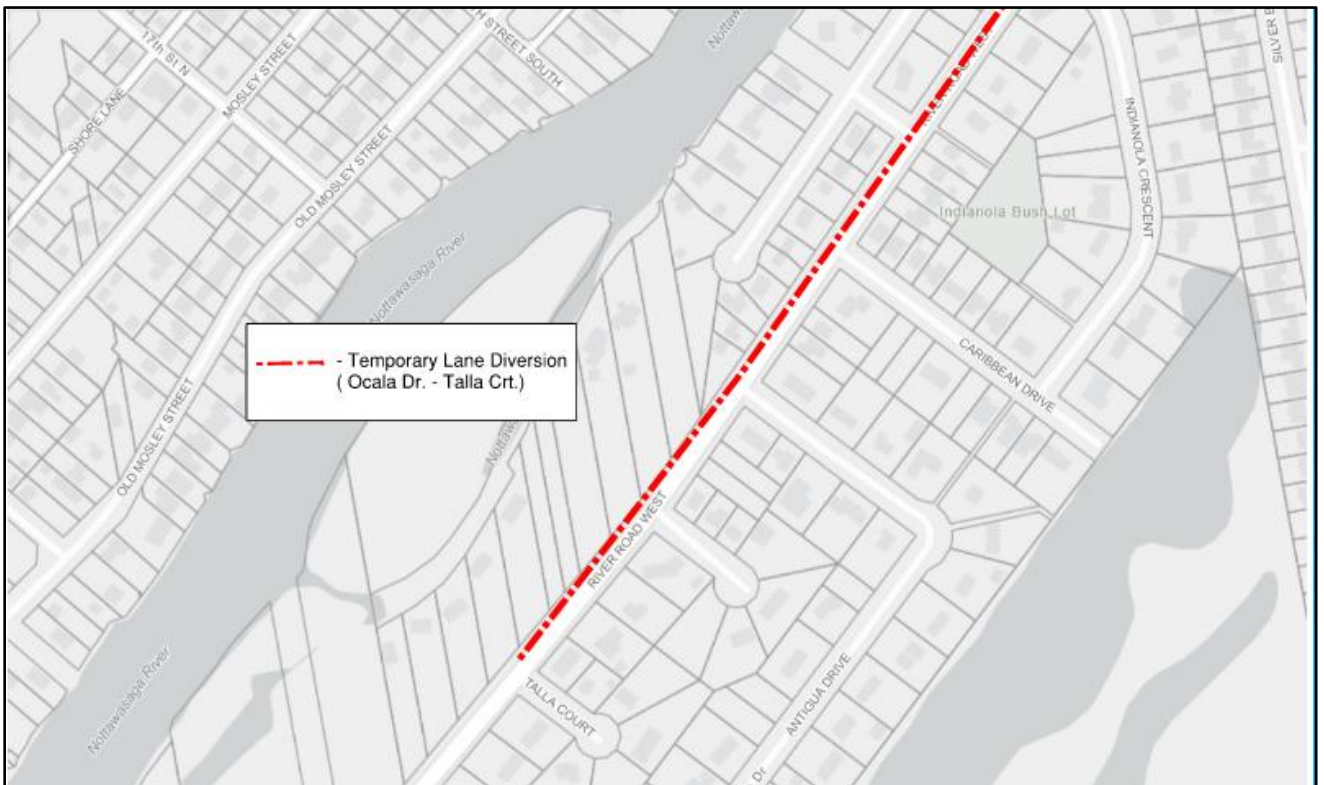 17th St N
MOSLEY STREET
SHORE LANE
STREET SOUTH
OLD MOSLEY STREET
Nottawasaga River
INDIANOLA CRESCENT
Indianola Bush Lot
CARIBBEAN DRIVE
- Temporary Lane Diversion
( Ocala Dr. - Talla Crt.)
OLD MOSLEY STREET
RIVER ROAD WEST
Nottawasaga River
TALLA COURT
ANTIGUA DRIVE
Dr